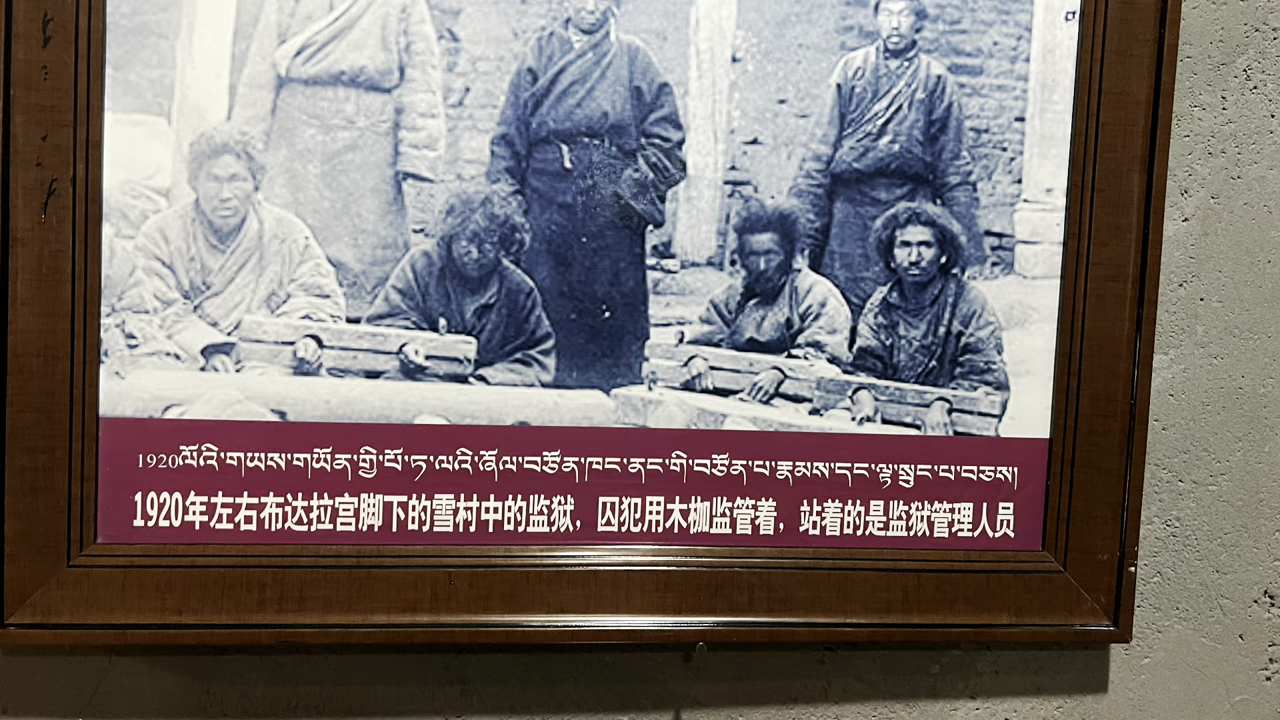 1920ལོའི་གཡས་གཡོན་གྱི་པོ་ཏ་ལའི་ཞོལ་བཙོན་ཁང་ནང་གི་བཙོན་པ་རྣམས་དང་ལྟ་སྲུང་པ་བཅས།
1920年左右布达拉宫脚下的雪村中的监狱，囚犯用木枷监管着，站着的是监狱管理人员